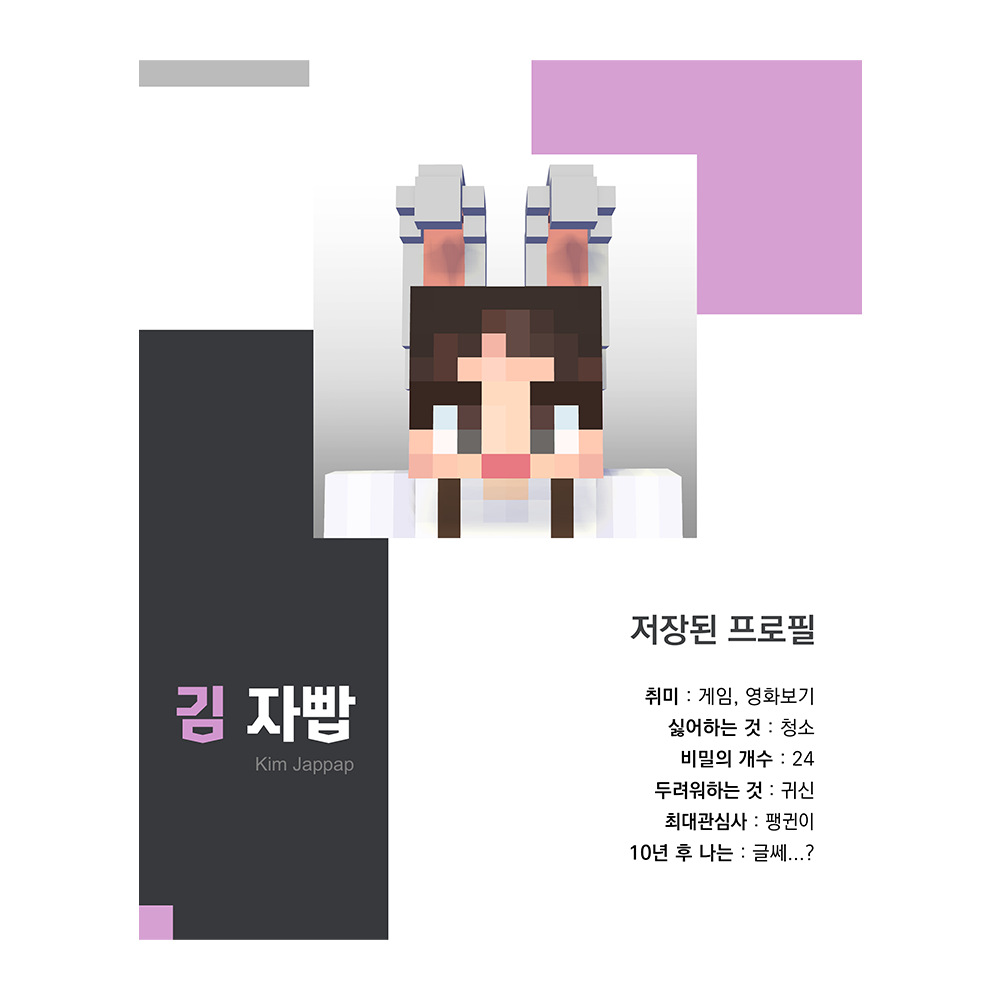 김 자빱
Kim Jappap
저장된 프로필
취미 : 게임, 영화보기
싫어하는 것 : 청소
비밀의 개수 : 24
두려워하는 것 : 귀신
최대관심사 : 팽귄이
10년 후 나는 : 글쎄...?